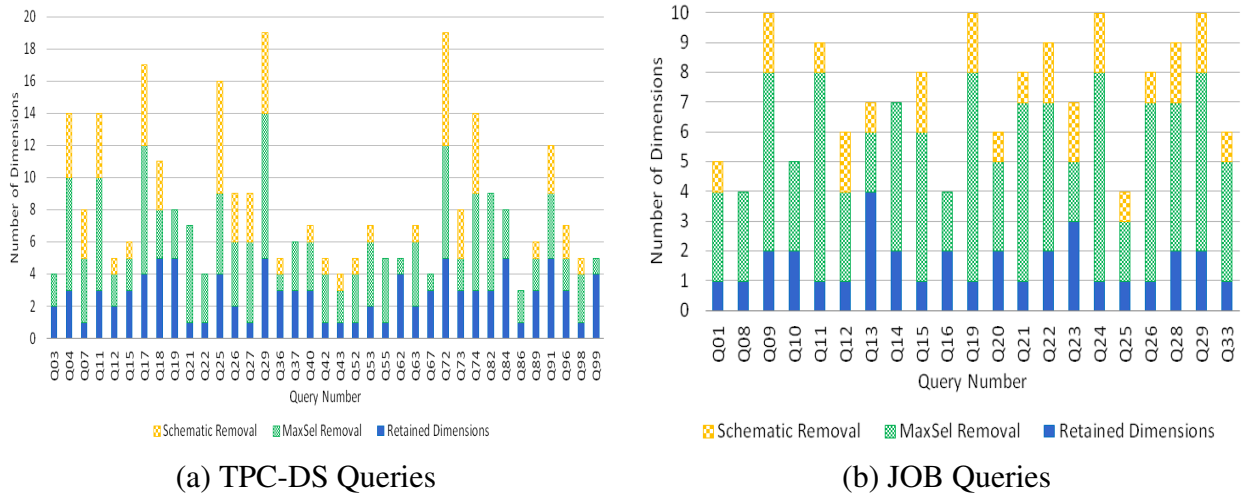 20
18
16
14
12
10
8
6
4
2
0
Number of Dimensions
Q03 Q04 Q07 Q11 Q12 Q15 Q17 Q18 Q19 Q21 Q22 Q25 Q26 Q27 Q29 Q36 Q37 Q40 Q42 Q43 Q52 Q53 Q55 Q62 Q63 Q67 Q72 Q73 Q74 Q82 Q84 Q86 Q89 Q91 Q96 Q98 Q99
Query Number
Schematic Removal MaxSel Removal Retained Dimensions
(a) TPC-DS Queries
10
9
8
7
6
5
4
3
2
1
0
Number of Dimensions
Q01 Q08 Q09 Q10 Q11 Q12 Q13 Q14 Q15 Q16 Q19 Q20 Q21 Q22 Q23 Q24 Q25 Q26 Q28 Q29 Q33
Query Number
Schematic Removal MaxSel Removal Retained Dimensions
(b) JOB Queries